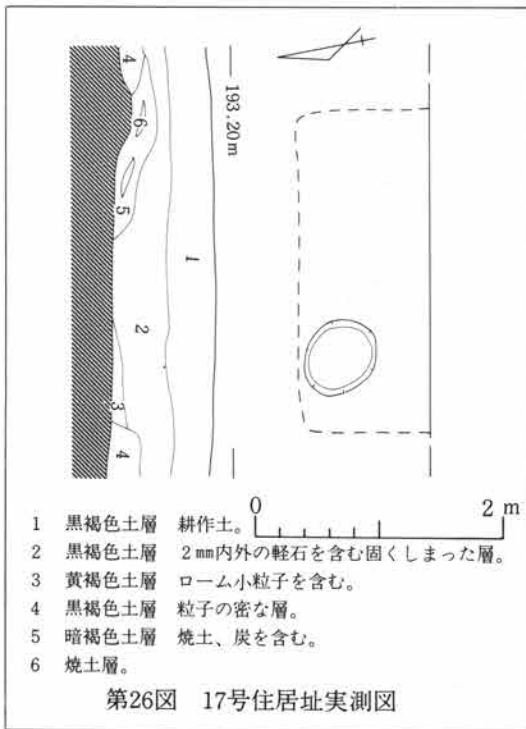 4
6
5
193.20m
1
2
3
4
0 2 m
1 黒褐色土層 耕作土。
2 黒褐色土層 2㎜内外の軽石を含む固くしまった層。
3 黄褐色土層 ローム小粒子を含む。
4 黒褐色土層 粒子の密な層。
5 暗褐色土層 焼土、炭を含む。
6 焼土層。
第26図 17号住居址実測図